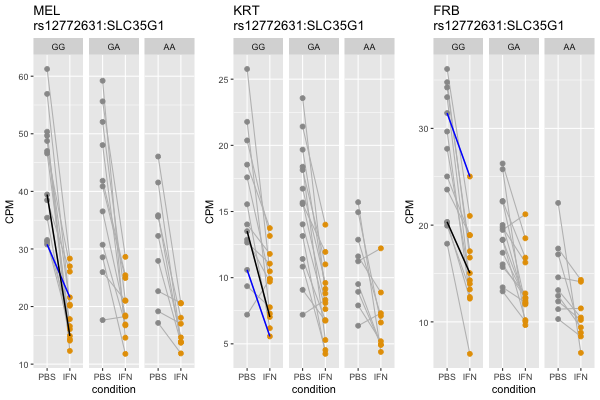 MEL
rs12772631:SLC35G1
GG GA AA
60
50
40
30
20
10
CPM
PBS IFN PBS IFN PBS IFN
condition
KRT
rs12772631:SLC35G1
GG GA AA
25
20
15
10
5
CPM
PBS IFN PBS IFN PBS IFN
condition
FRB
rs12772631:SLC35G1
GG GA AA
30
20
10
CPM
PBS IFN PBS IFN PBS IFN
condition